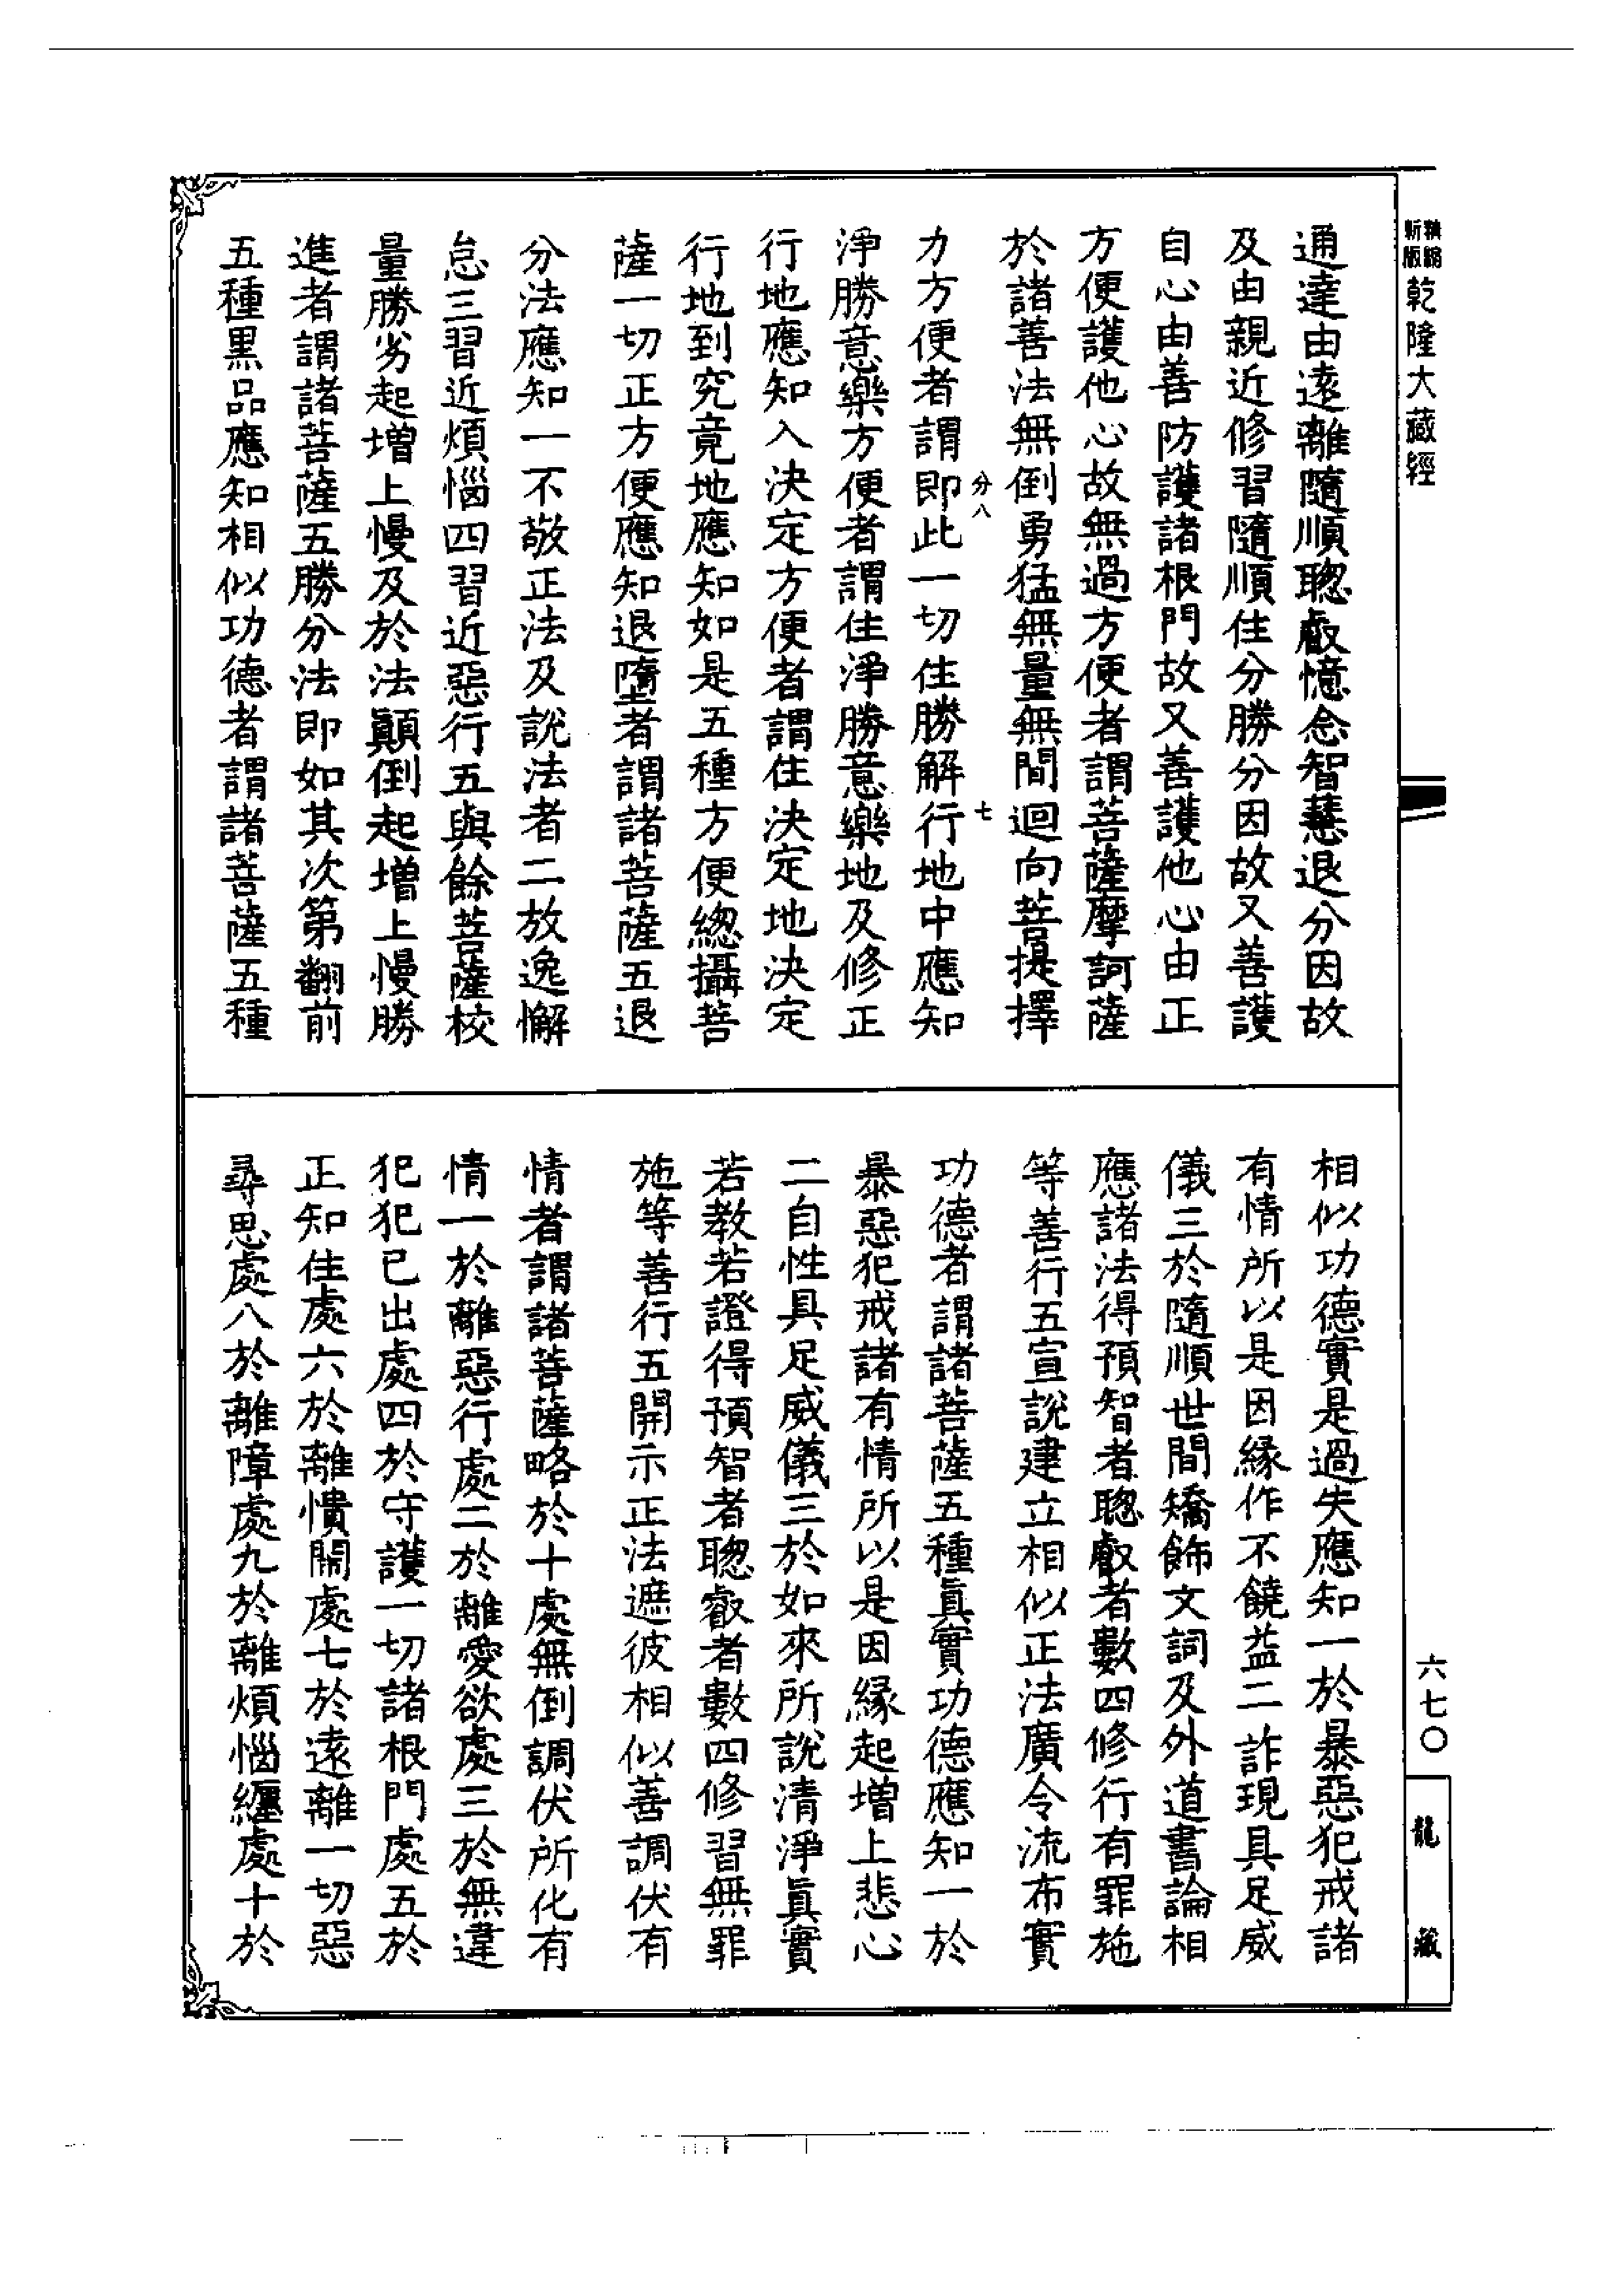 新版
精縮
乾隆大藏經
通達由遠離隨順聰叡憶念智慧退分因故
及由親近修習隨順住分勝分因故又善護
自心由善防護諸根門故又善護他心由正
方便護他心故無過方便者謂菩薩摩訶薩
於諸善法無倒勇猛無量無間迴向菩提擇
分八
七
力方便者謂即此一切住勝解行地中應知
淨勝意樂方便者謂住淨勝意樂地及修正
行地應知入決定方便者謂住決定地決定
行地到究竟地應知如是五種方便總攝菩
薩一切正方便應知退墮者謂諸菩薩五退
分法應知一不敬正法及說法者二放逸懈
怠三習近煩惱四習近惡行五與餘菩薩校
量勝劣起增上慢及於法顚倒起增上慢勝
進者謂諸菩薩五勝分法即如其次第翻前
五種黑品應知相似功德者謂諸菩薩五種
相似功德實是過失應知一於暴惡犯戒諸
有情所以是因緣作不饒益二詐現具足威
儀三於隨順世間矯飾文詞及外道書論相
應諸法得預智者聰叡者數四修行有罪施
等善行五宣說建立相似正法廣令流布實
功德者謂諸菩薩五種眞實功德應知一於
暴惡犯戒諸有情所以是因緣起增上悲心
二自性具足威儀三於如來所說清淨眞實
若教若證得預智者聰叡者數四修習無罪
施等善行五開示正法遮彼相似善調伏有
情者謂諸菩薩略於十處無倒調伏所化有
情一於離惡行處二於離愛欲處三於無違
犯犯已出處四於守護一切諸根門處五於
正知住處六於離憒鬧處七於遠離一切惡
尋思處八於離障處九於離煩惱纏處十於
六七〇
龍
藏